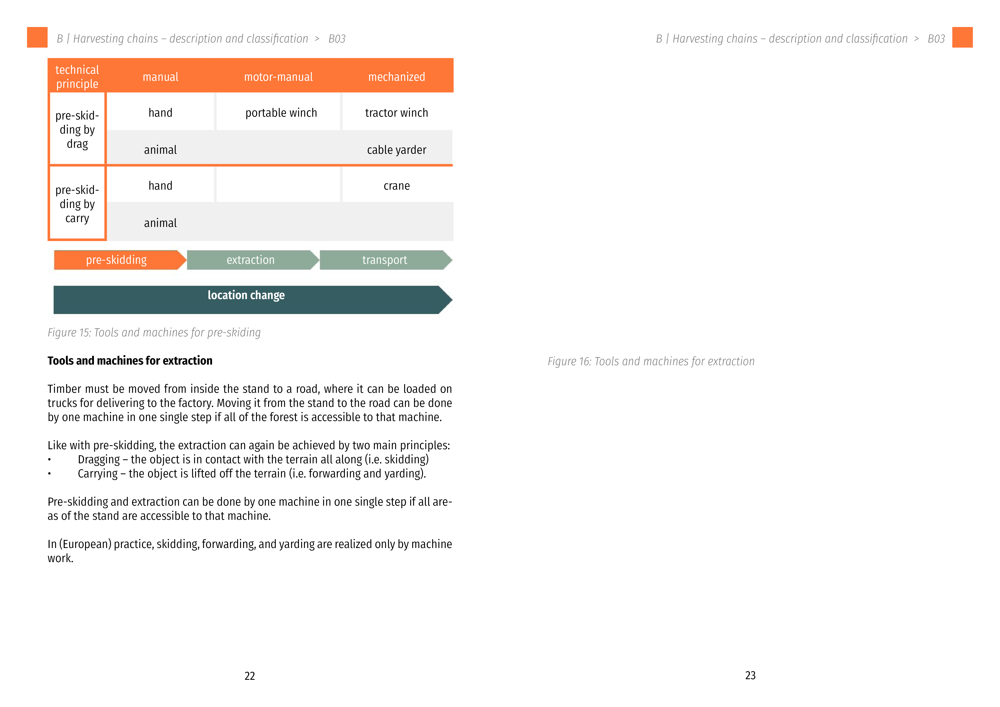 B | Harvesting chains – description and classification > B03
technical principle manual motor-manual mechanized
pre-skid-
ding by
drag
hand portable winch tractor winch
animal cable yarder
pre-skid-
ding by
carry
hand crane
animal
pre-skidding extraction transport
location change
Figure 15: Tools and machines for pre-skiding
Tools and machines for extraction
Timber must be moved from inside the stand to a road, where it can be loaded on
trucks for delivering to the factory. Moving it from the stand to the road can be done
by one machine in one single step if all of the forest is accessible to that machine.
Like with pre-skidding, the extraction can again be achieved by two main principles:
• Dragging – the object is in contact with the terrain all along (i.e. skidding)
• Carrying – the object is lifted off the terrain (i.e. forwarding and yarding).
Pre-skidding and extraction can be done by one machine in one single step if all are-
as of the stand are accessible to that machine.
In (European) practice, skidding, forwarding, and yarding are realized only by machine
work.
22
B | Harvesting chains – description and classification > B03
Figure 16: Tools and machines for extraction
23